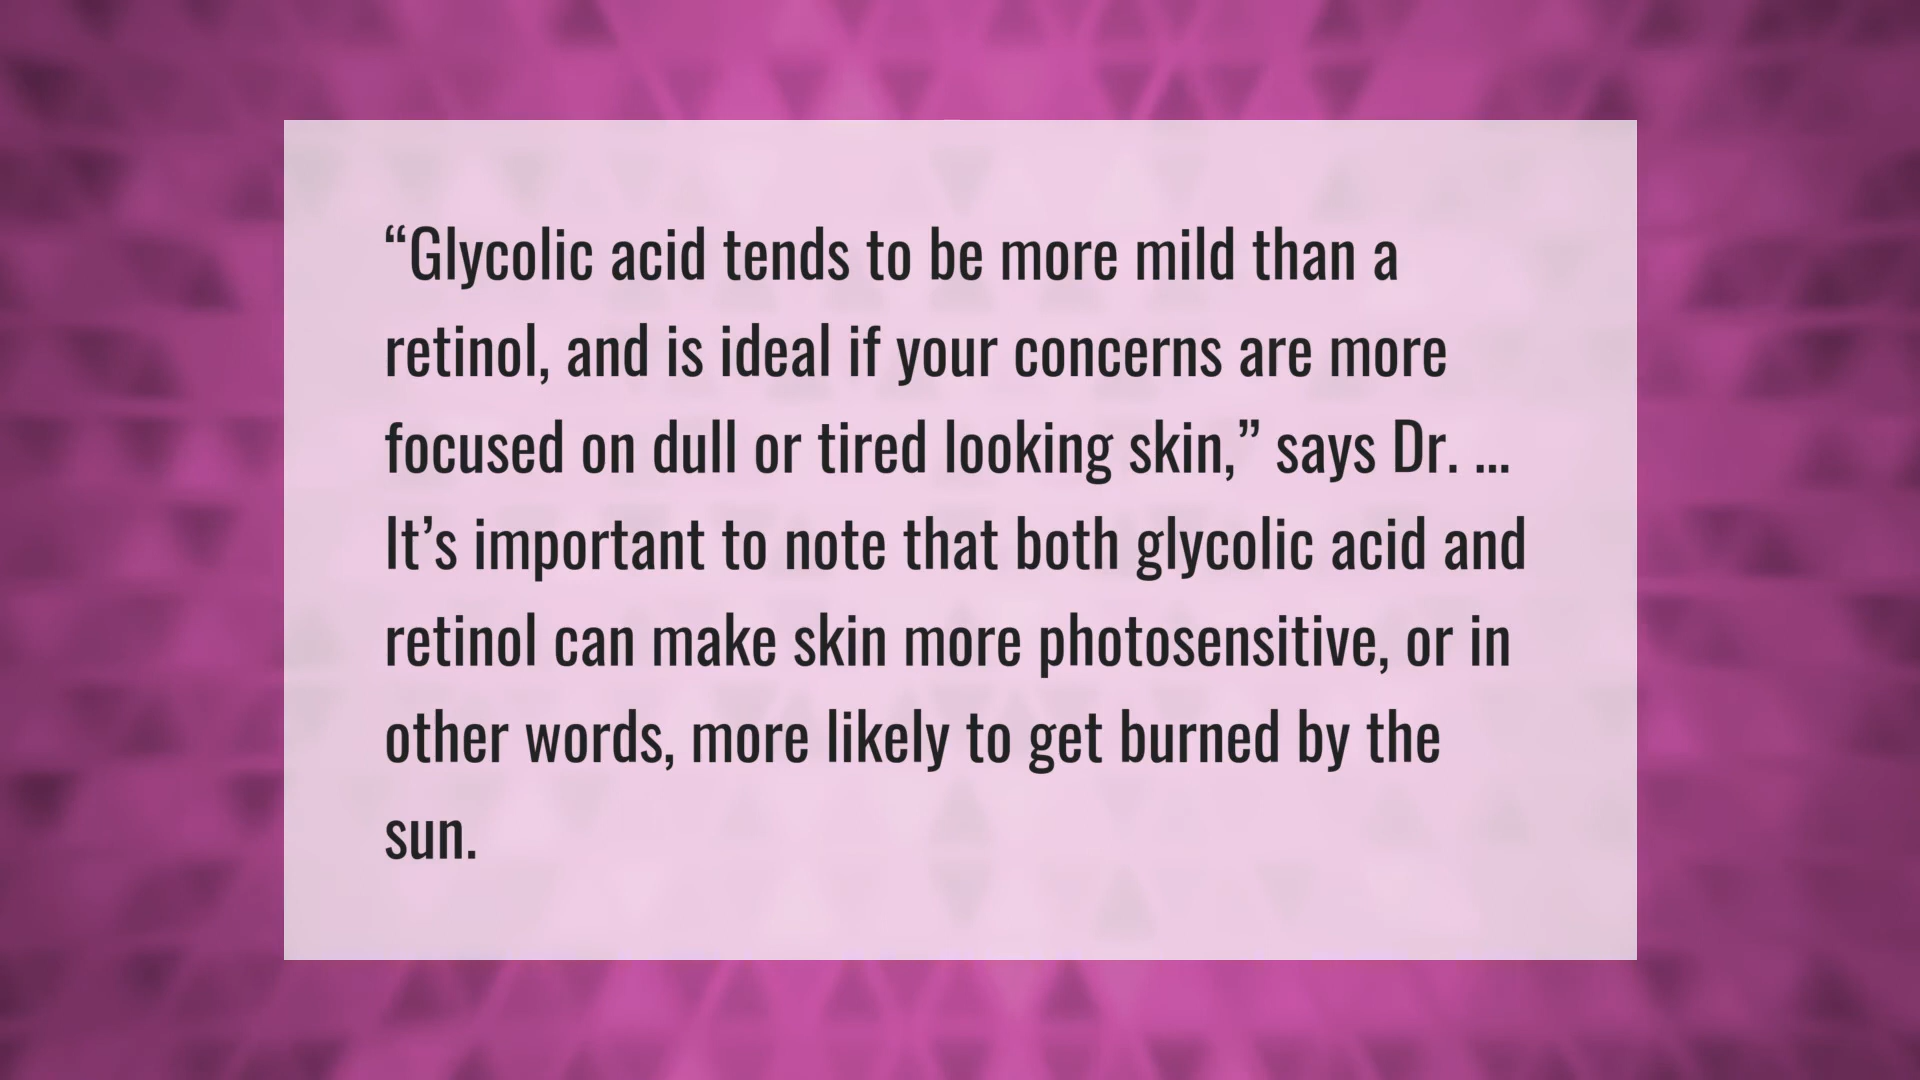 “Glycolic acid tends to be more mild than a
retinol, and is ideal if your concerns are more
focused on dull or tired looking skin,” says Dr. ...
It’s important to note that both glycolic acid and
retinol can make skin more photosensitive, or in
other words, more likely to get burned by the
sun.